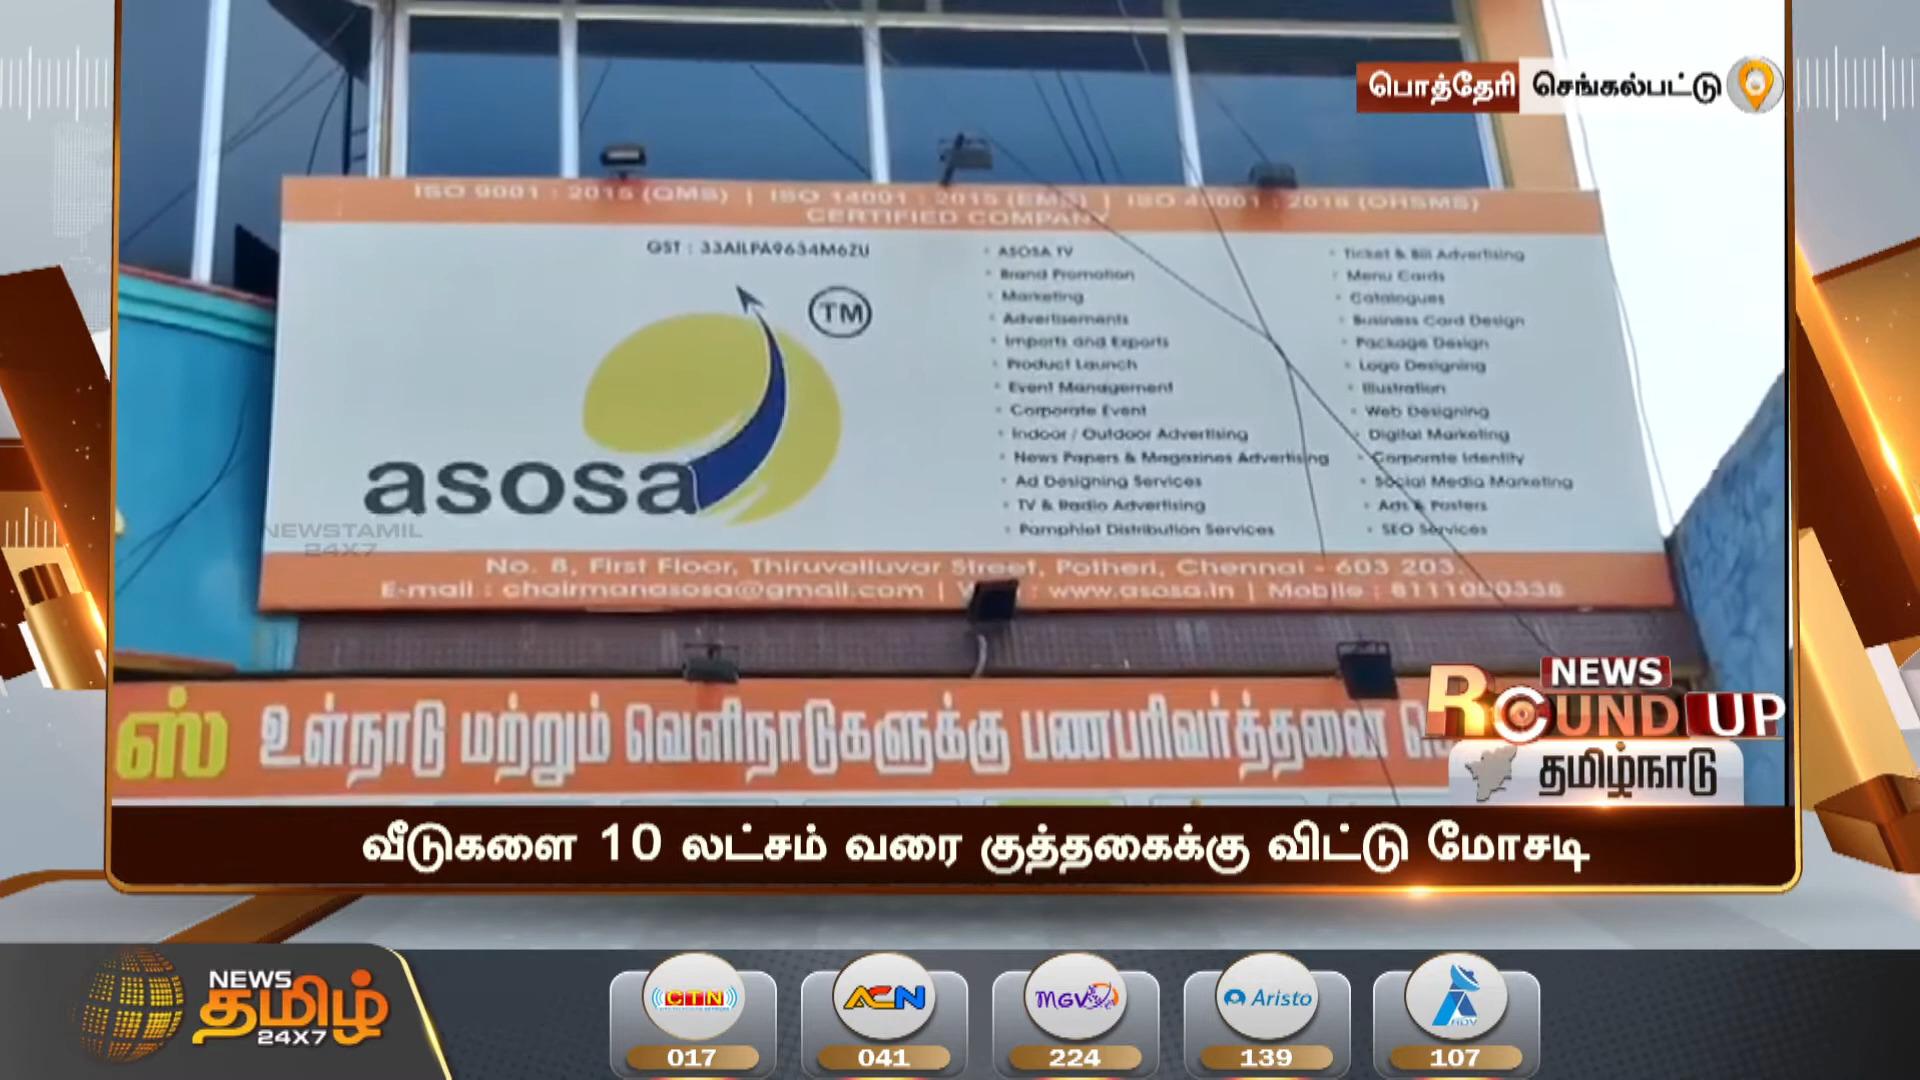 பொத்தேரி செங்கல்பட்டு
ISO 9001 : 2015 (QMS) | ISO 14001 : 2015 (EMS) | ISO 45001 : 2018 (OHSMS)
CERTIFIED COMPANY
GST : 33AILPA9634M6ZU
TM
asosa
• ASOSA TV
• Brand Promotion
• Marketing
• Advertisements
• Imports and Exports
• Product Launch
• Event Management
• Corporate Event
• Indoor / Outdoor Advertising
• News Papers & Magazines Advertising
• Ad Designing Services
• TV & Radio Advertising
• Pamphlet Distribution Services
• Ticket & Bill Advertising
• Menu Cards
• Catalogues
• Business Card Design
• Package Design
• Logo Designing
• Illustration
• Web Designing
• Digital Marketing
• Corporate Identity
• Social Media Marketing
• Ads & Posters
• SEO Services
NEWSTAMIL
24X7
No. 8, First Floor, Thiruvalluvar Street, Potheri, Chennai - 603 203.
E-mail : chairmanasosa@gmail.com | : www.asosa.in | Mobile :
ஸ் உள்நாடு மற்றும் வெளிநாடுகளுக்கு பணபரிவர்த்தனை
NEWS
ROUND UP
தமிழ்நாடு
வீடுகளை 10 லட்சம் வரை குத்தகைக்கு விட்டு மோசடி
NEWS
தமிழ்
24X7
CTN
017
ACN
041
MGV
224
Aristo
139
HDV
107